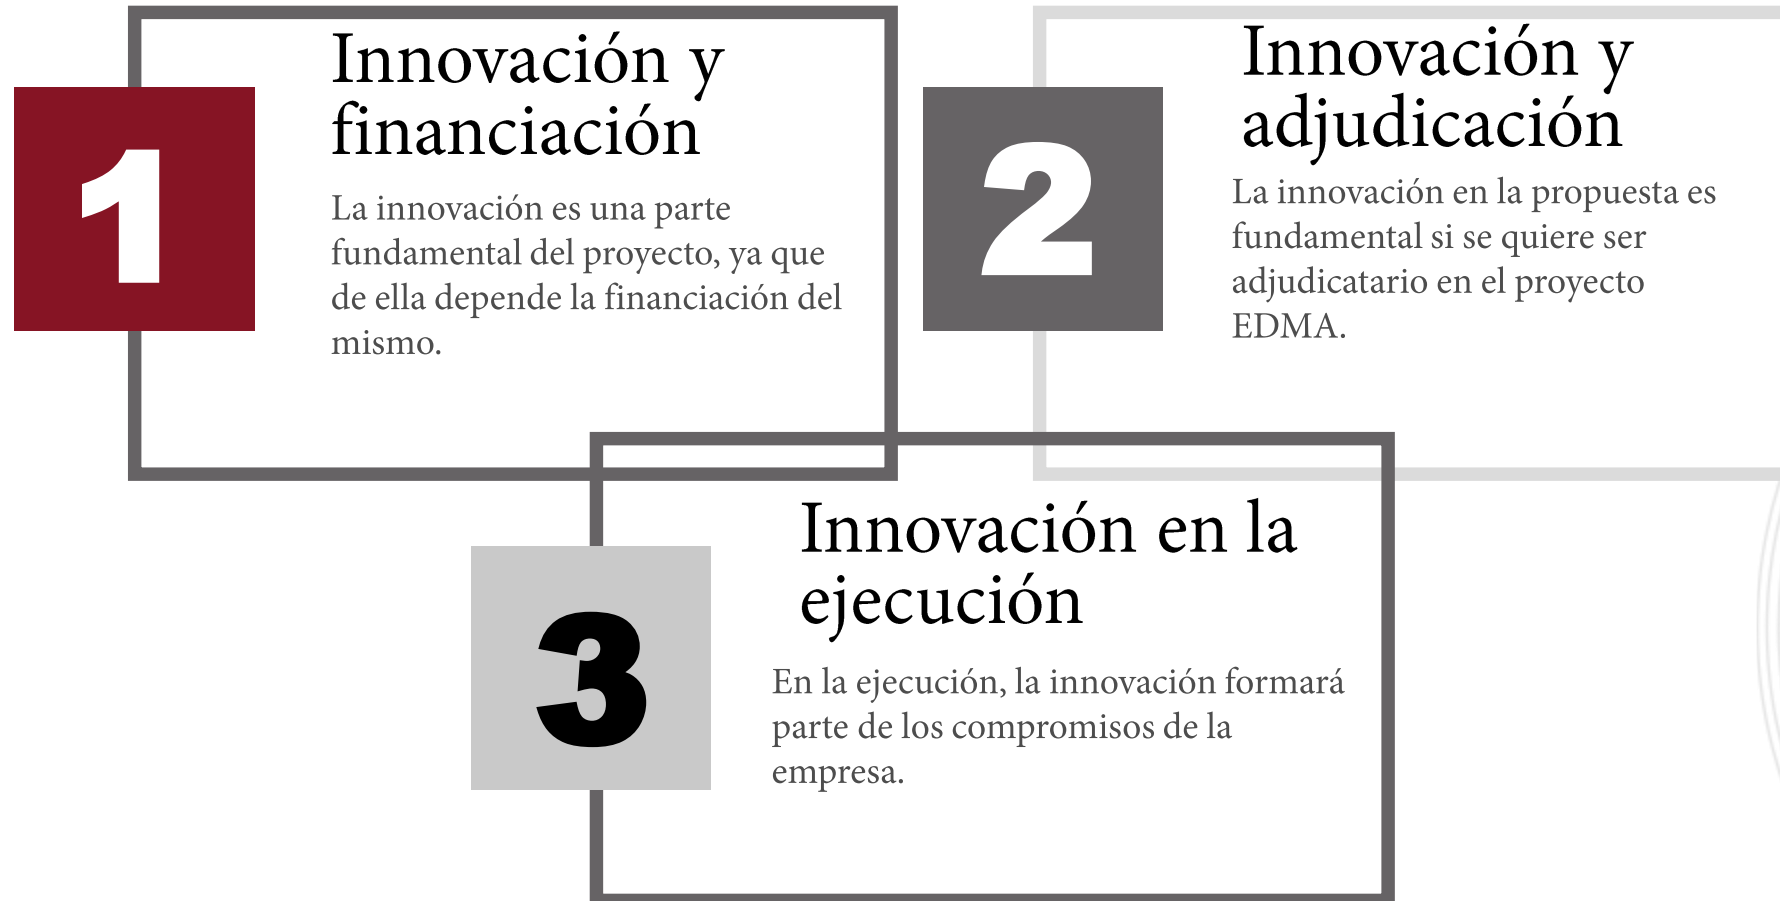 1
Innovación y
financiación
La innovación es una parte
fundamental del proyecto, ya que
de ella depende la financiación del
mismo.
2
Innovación y
adjudicación
La innovación en la propuesta es
fundamental si se quiere ser
adjudicatario en el proyecto
EDMA.
3
Innovación en la
ejecución
En la ejecución, la innovación formará
parte de los compromisos de la
empresa.